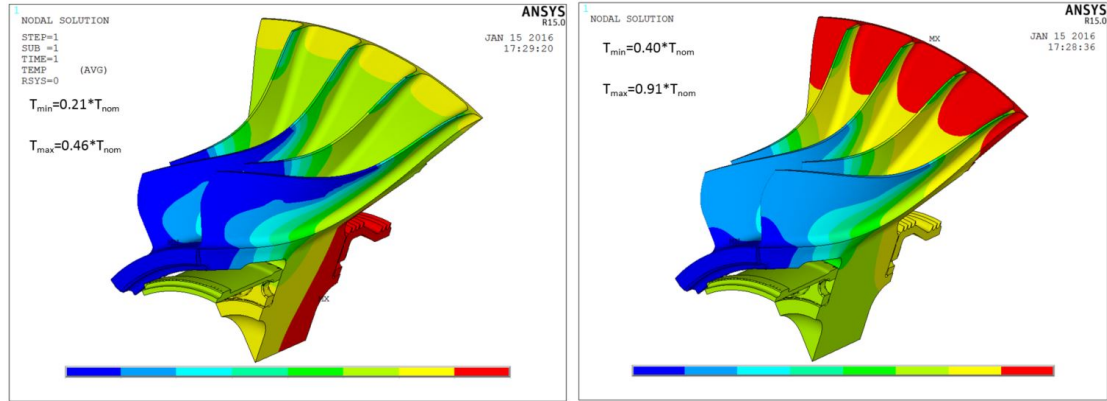 1
NODAL SOLUTION
STEP=1
SUB =1
TIME=1
TEMP (AVG)
RSYS=0
Tmin=0.21*Tnom
Tmax=0.46*Tnom
ANSYS
R15.0
JAN 15 2016
17:29:20
MX
1
NODAL SOLUTION
Tmin=0.40*Tnom
Tmax=0.91*Tnom
ANSYS
R15.0
JAN 15 2016
17:28:36
MX